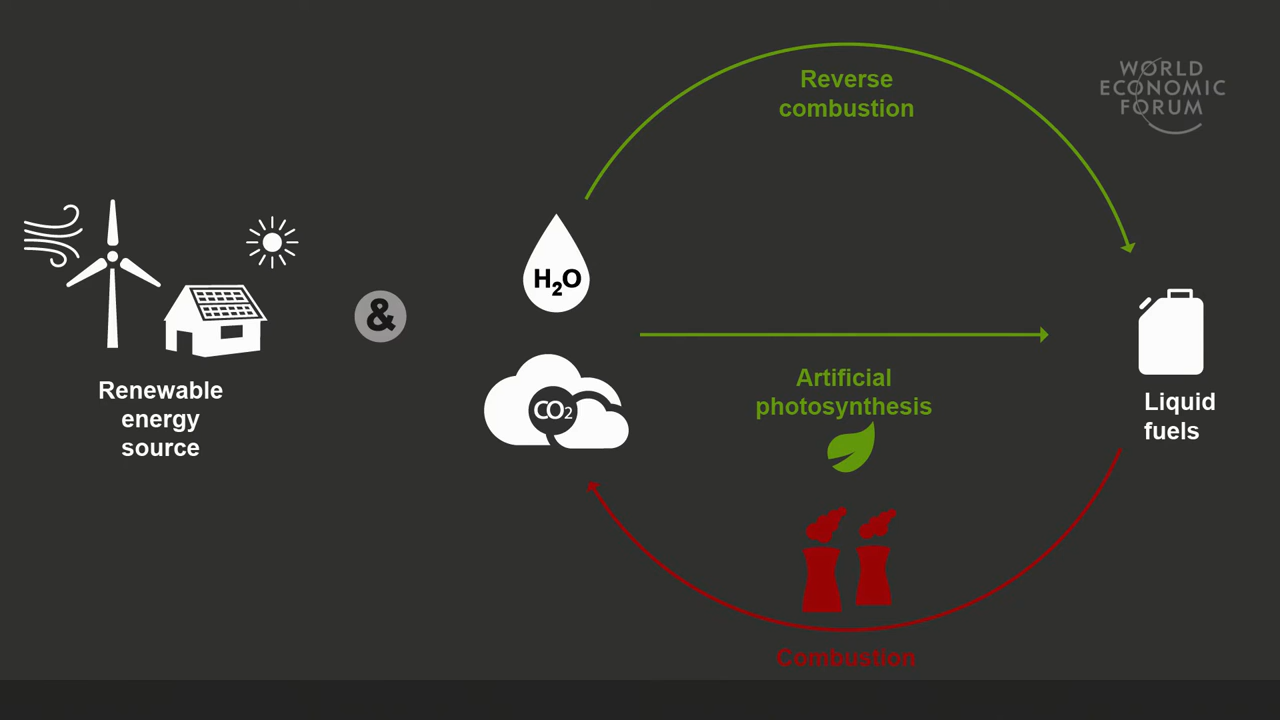 WORLD
ECONOMIC
FORUM
Reverse
combustion
Renewable
energy
source
&
H₂O
CO₂
Artificial
photosynthesis
Liquid
fuels
Combustion